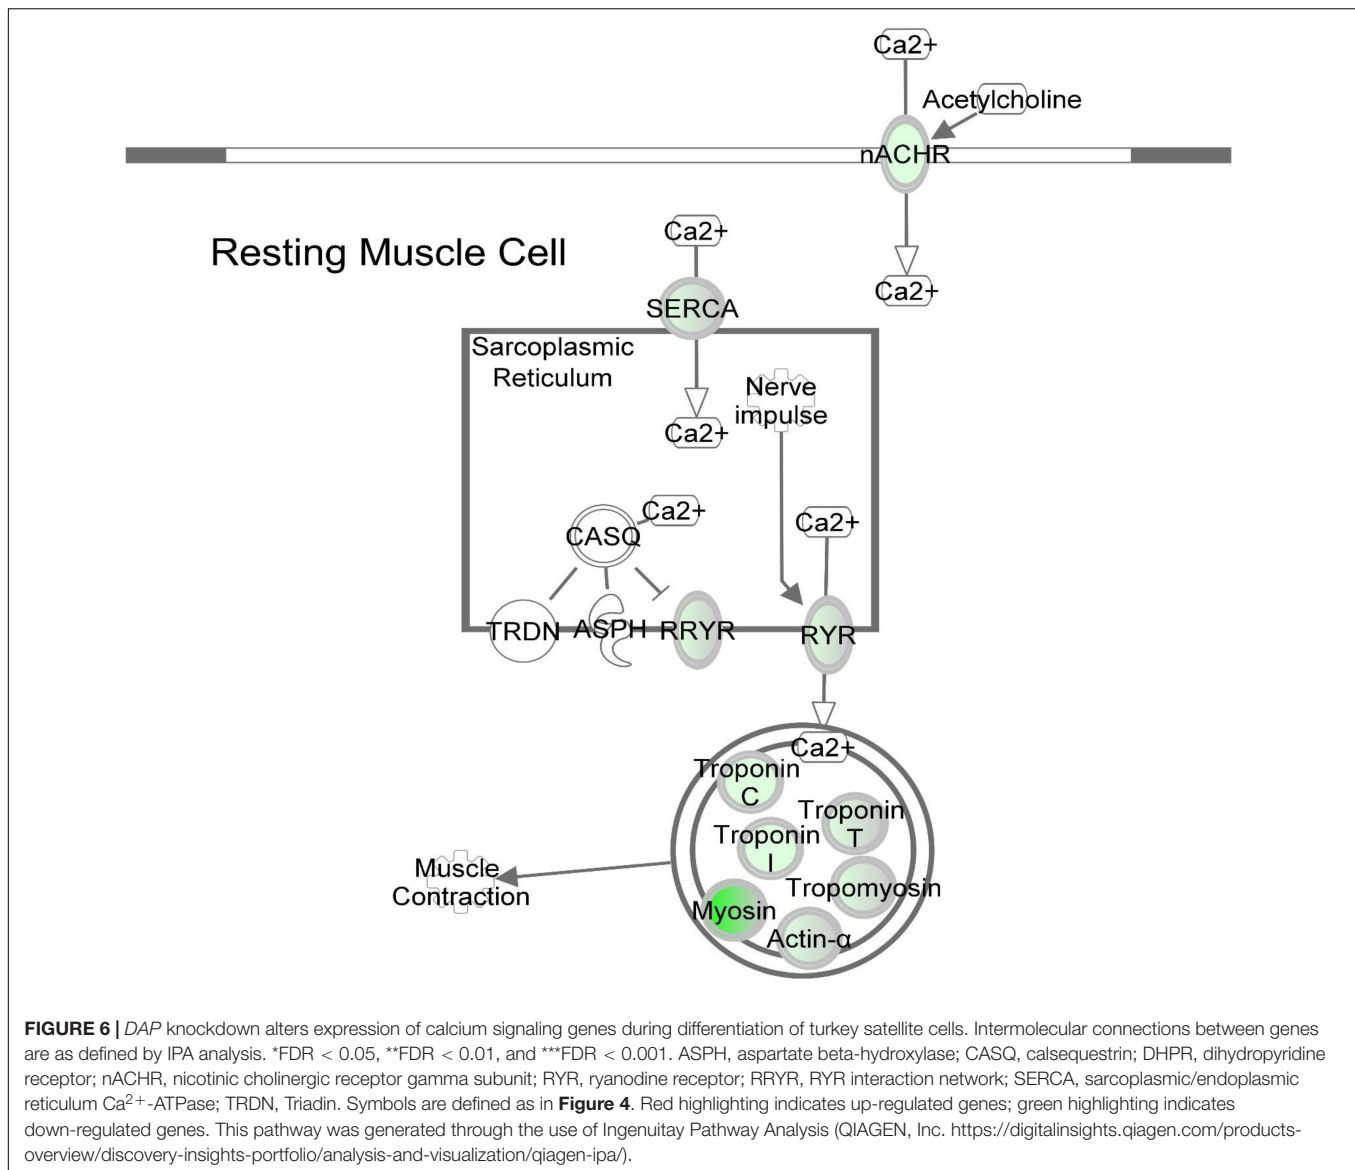 Ca2+
Acetylcholine
nACHR
Ca2+
Resting Muscle Cell
Ca2+
SERCA
Sarcoplasmic
Reticulum
Ca2+
Nerve
impulse
Ca2+
CASQ
Ca2+
TRDN
ASPH
RRYR
RYR
Ca2+
Troponin
C
Troponin
T
Troponin
I
Tropomyosin
Myosin
Actin-α
Muscle
Contraction
FIGURE 6 | DAP knockdown alters expression of calcium signaling genes during differentiation of turkey satellite cells. Intermolecular connections between genes
are as defined by IPA analysis. *FDR < 0.05, **FDR < 0.01, and ***FDR < 0.001. ASPH, aspartate beta-hydroxylase; CASQ, calsequestrin; DHPR, dihydropyridine
receptor; nACHR, nicotinic cholinergic receptor gamma subunit; RYR, ryanodine receptor; RRYR, RYR interaction network; SERCA, sarcoplasmic/endoplasmic
reticulum Ca2+-ATPase; TRDN, Triadin. Symbols are defined as in Figure 4. Red highlighting indicates up-regulated genes; green highlighting indicates
down-regulated genes. This pathway was generated through the use of Ingenuitay Pathway Analysis (QIAGEN, Inc. https://digitalinsights.qiagen.com/products-
overview/discovery-insights-portfolio/analysis-and-visualization/qiagen-ipa/).